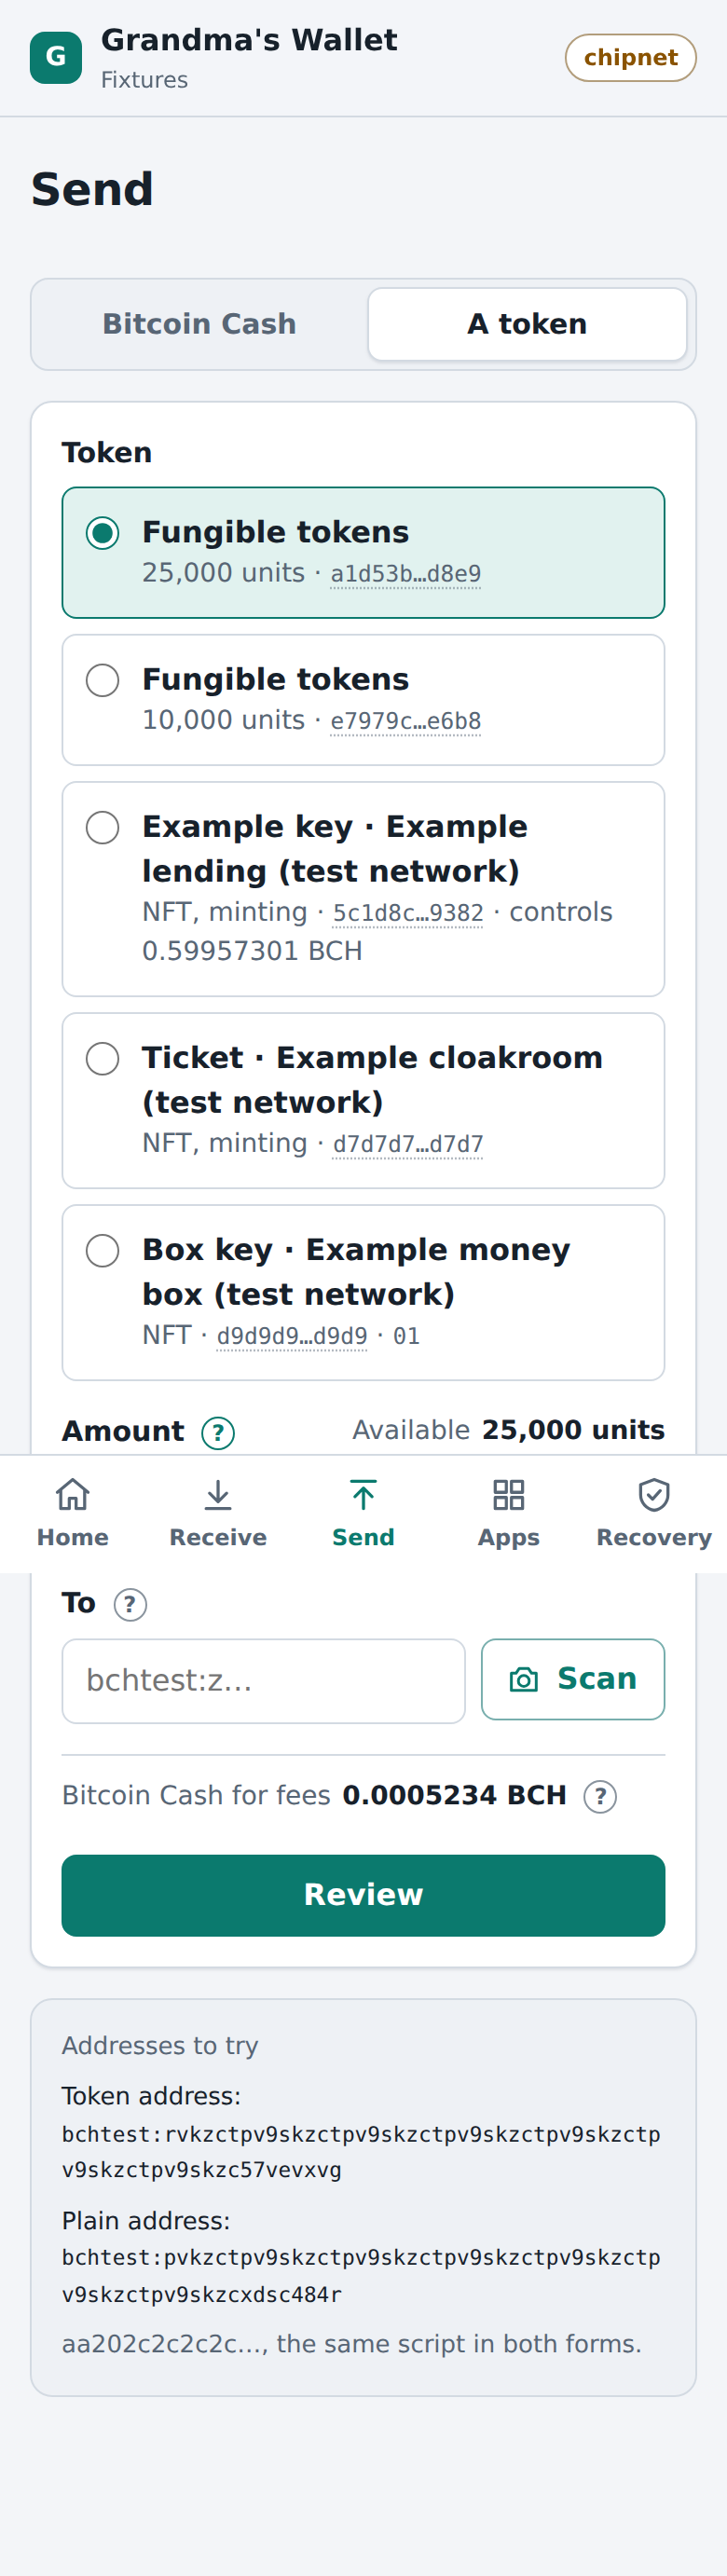 G
Grandma's Wallet
Fixtures
chipnet
Send
Bitcoin Cash
A token
Token
Fungible tokens
25,000 units · a1d53b…d8e9
Fungible tokens
10,000 units · e7979c…e6b8
Example key · Example
lending (test network)
NFT, minting · 5c1d8c…9382 · controls
0.59957301 BCH
Ticket · Example cloakroom
(test network)
NFT, minting · d7d7d7…d7d7
Box key · Example money
box (test network)
NFT · d9d9d9…d9d9 · 01
Amount ? Available 25,000 units
Home
Receive
Send
Apps
Recovery
To ?
bchtest:z…
Scan
Bitcoin Cash for fees 0.0005234 BCH ?
Review
Addresses to try
Token address:
bchtest:rvkzctpv9skzctpv9skzctpv9skzctpv9skzctp
v9skzctpv9skzc57vevxvg
Plain address:
bchtest:pvkzctpv9skzctpv9skzctpv9skzctpv9skzctp
v9skzctpv9skzcxdsc484r
aa202c2c2c2c…, the same script in both forms.